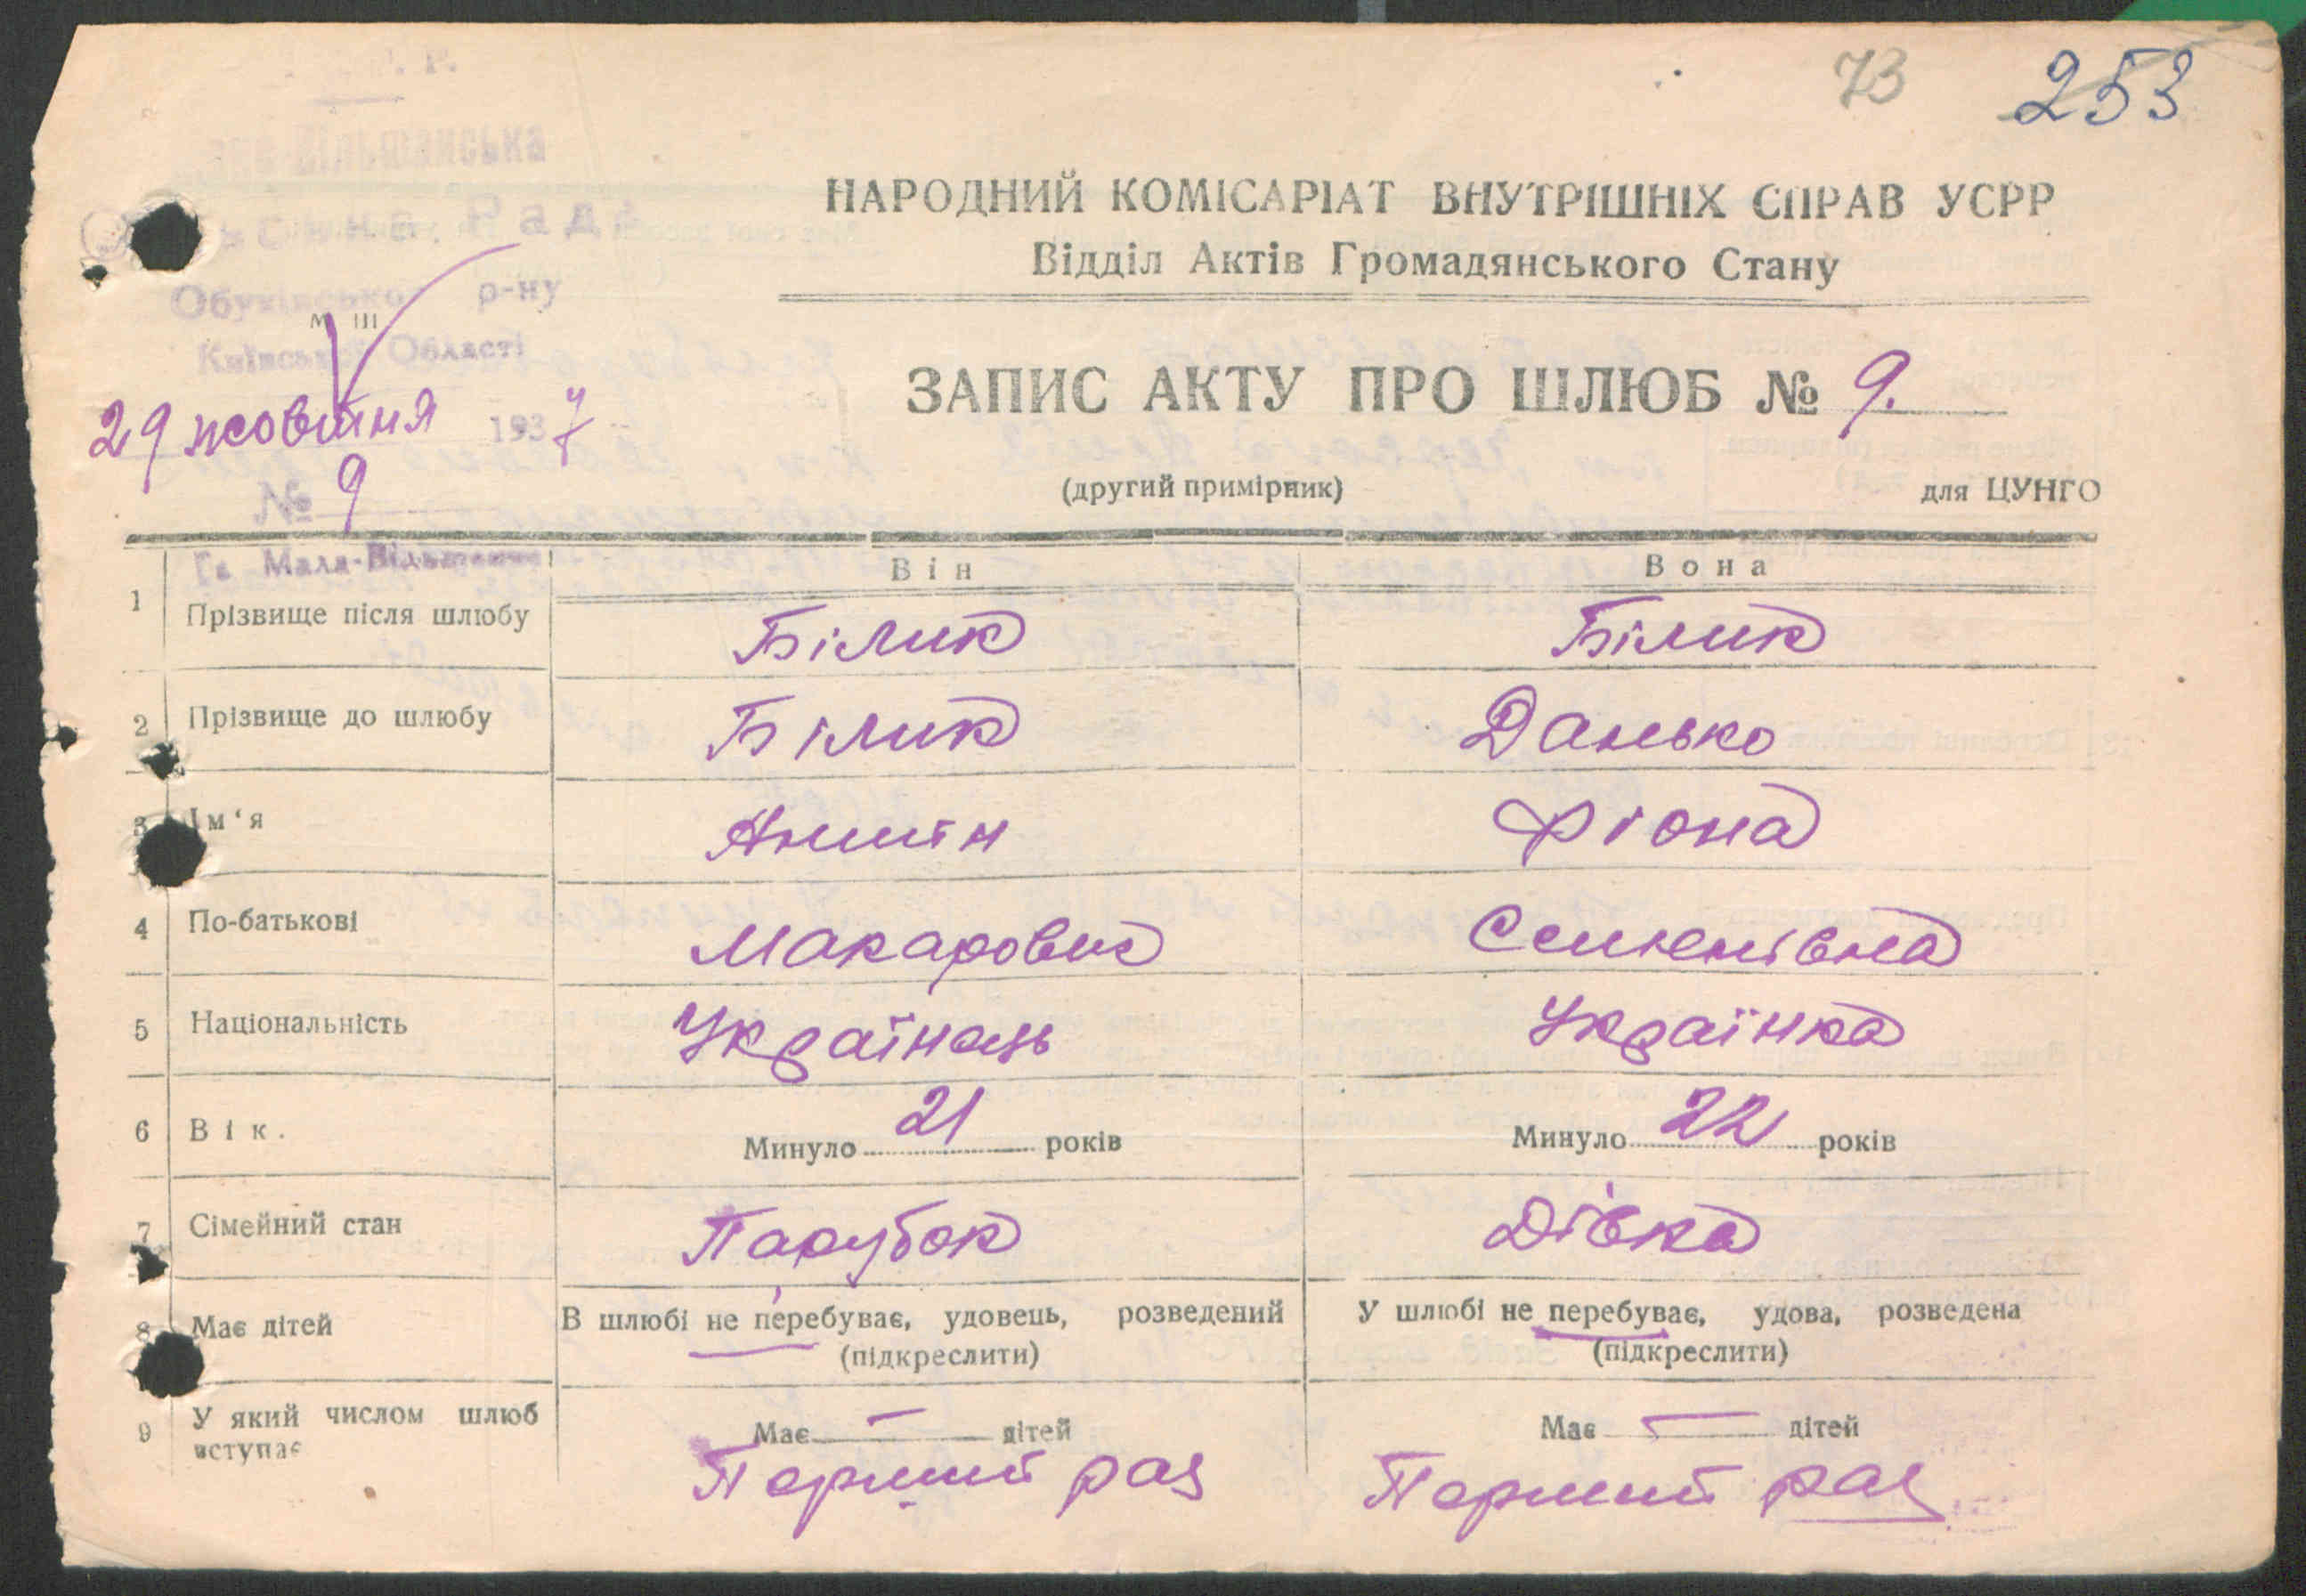 73 253
Вільшанська
Рада
НАРОДНИЙ КОМІСАРІАТ ВНУТРІШНІХ СПРАВ УСРР
Відділ Актів Громадянського Стану
Обухівського р-ну
Київської Області
29 жовтня 1937
ЗАПИС АКТУ ПРО ШЛЮБ № 9.
№ 9
(другий примірник) для ЦУНГО
Мала-Вільшанка
Він Вона
1 Прізвище після шлюбу Білик Білик
2 Прізвище до шлюбу Білик Данько
3 Ім‘я Фіона
4 По-батькові Макарович Семенівна
5 Національність Українець Українка
6 Вік. Минуло 21 років Минуло 22 років
7 Сімейний стан Парубок Дівка
8 Має дітей В шлюбі не перебуває, удовець, розведений У шлюбі не перебуває, удова, розведена
(підкреслити) (підкреслити)
9 У який числом шлюб Має — дітей Має — дітей
вступає Перший раз Перший раз